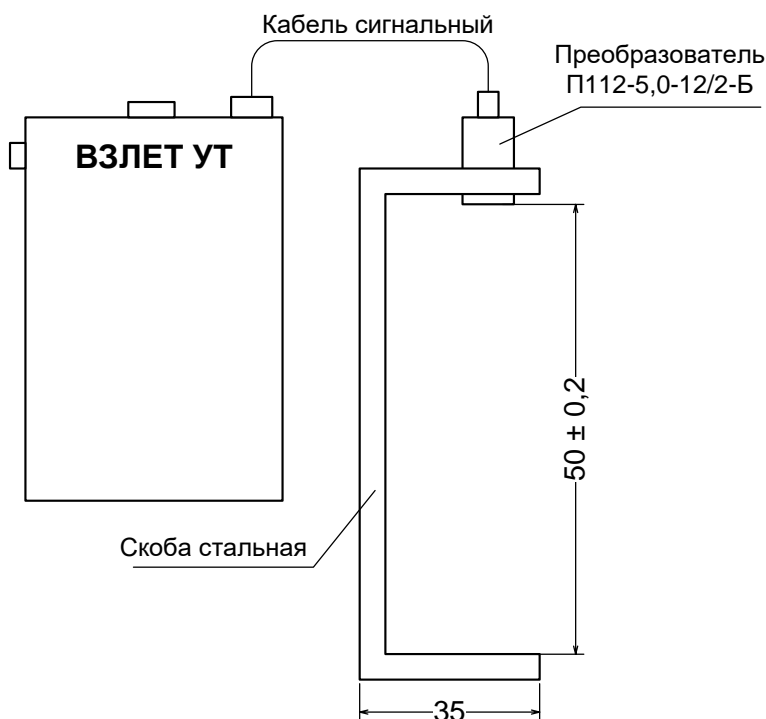 Кабель сигнальный
Преобразователь
П112-5,0-12/2-Б
ВЗЛЕТ УТ
50 ± 0,2
Скоба стальная
35